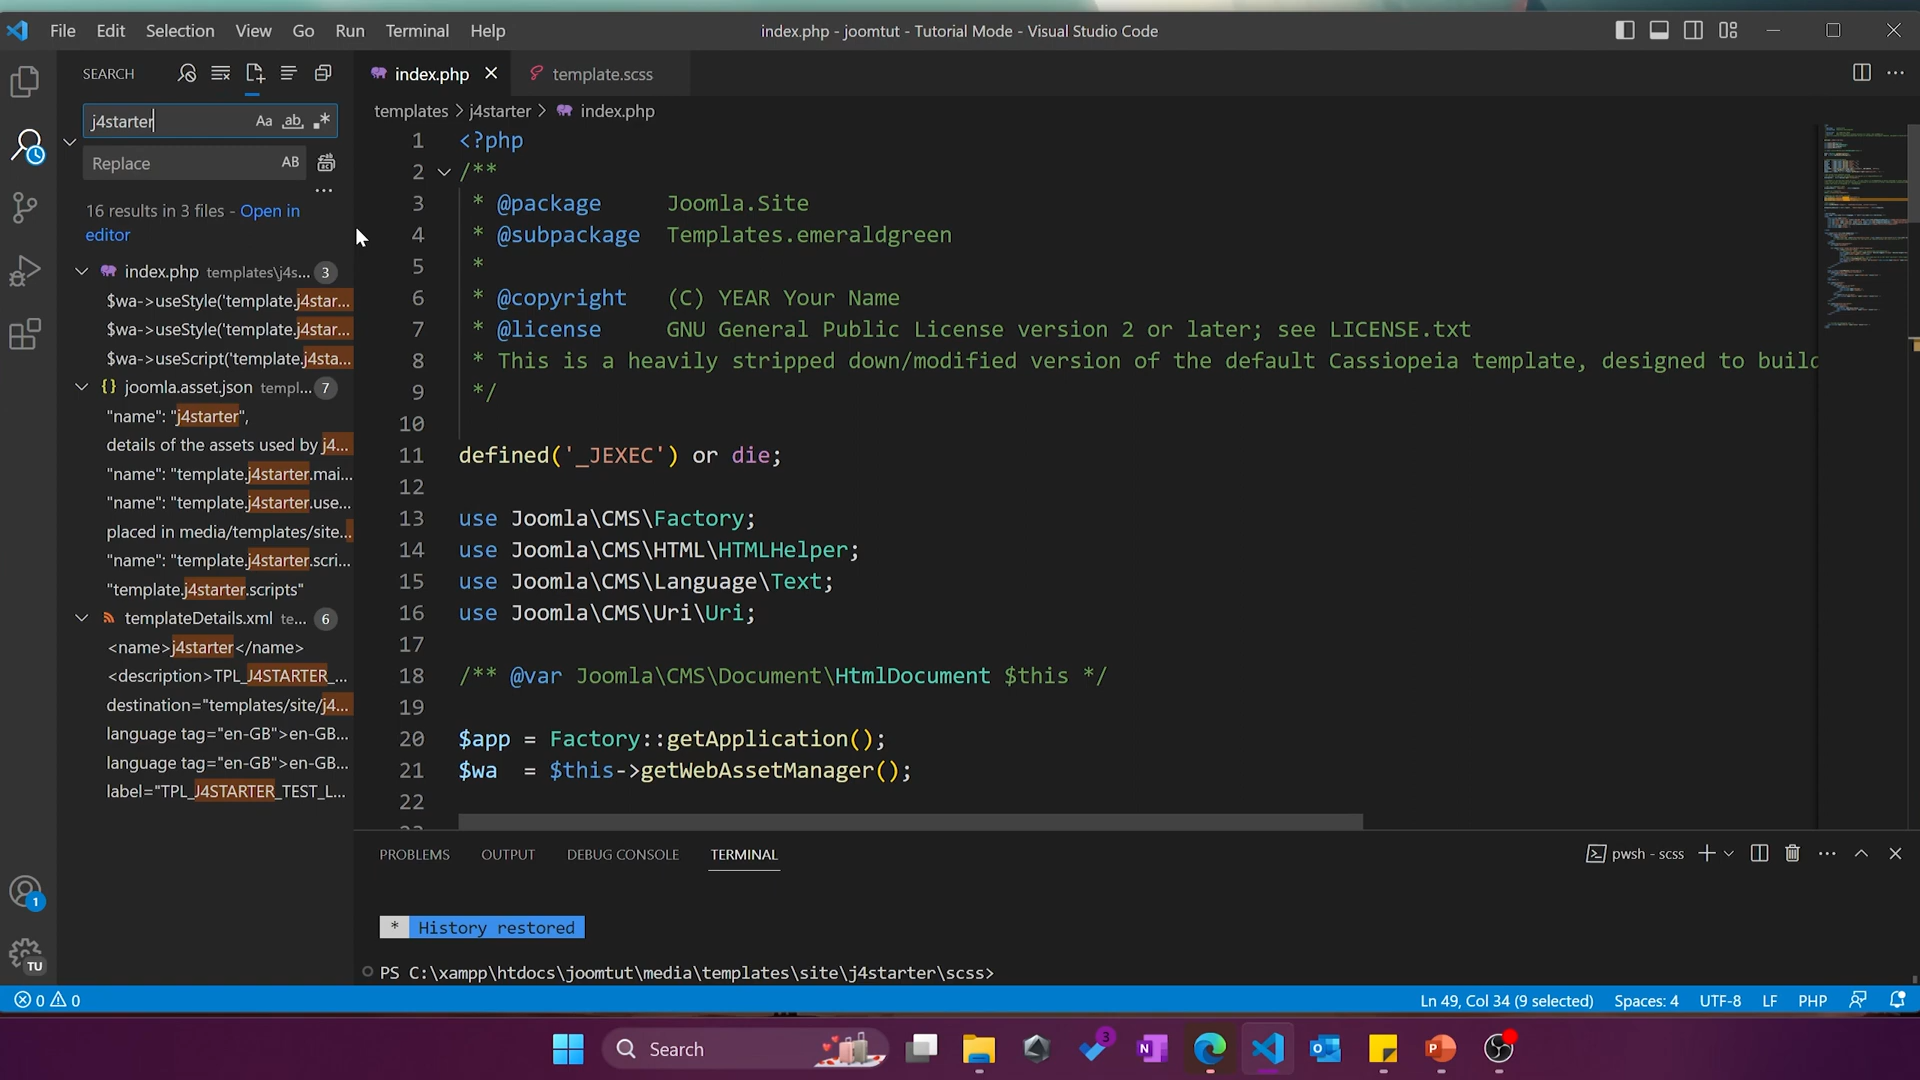 File Edit Selection View Go Run Terminal Help
index.php - joomtut - Tutorial Mode - Visual Studio Code
SEARCH
index.php
template.scss
j4starter
Aa ab .*
Replace
AB
16 results in 3 files - Open in
editor
index.php templates\j4s... 3
$wa->useStyle('template.j4star...
$wa->useStyle('template.j4star...
$wa->useScript('template.j4sta...
{} joomla.asset.json templ... 7
"name": "j4starter",
details of the assets used by j4...
"name": "template.j4starter.mai...
"name": "template.j4starter.use...
placed in media/templates/site...
"name": "template.j4starter.scri...
"template.j4starter.scripts"
templateDetails.xml te... 6
<name>j4starter</name>
<description>TPL_J4STARTER_...
destination="templates/site/j4...
language tag="en-GB">en-GB...
language tag="en-GB">en-GB...
label="TPL_J4STARTER_TEST_L...
templates > j4starter > index.php
1 <?php
2 /**
3 * @package Joomla.Site
4 * @subpackage Templates.emeraldgreen
5 *
6 * @copyright (C) YEAR Your Name
7 * @license GNU General Public License version 2 or later; see LICENSE.txt
8 * This is a heavily stripped down/modified version of the default Cassiopeia template, designed to build
9 */
10
11 defined('_JEXEC') or die;
12
13 use Joomla\CMS\Factory;
14 use Joomla\CMS\HTML\HTMLHelper;
15 use Joomla\CMS\Language\Text;
16 use Joomla\CMS\Uri\Uri;
17
18 /** @var Joomla\CMS\Document\HtmlDocument $this */
19
20 $app = Factory::getApplication();
21 $wa  = $this->getWebAssetManager();
22
PROBLEMS OUTPUT DEBUG CONSOLE TERMINAL
pwsh - scss
* History restored
PS C:\xampp\htdocs\joomtut\media\templates\site\j4starter\scss>
1
TU
0 0
Ln 49, Col 34 (9 selected) Spaces: 4 UTF-8 LF PHP
Search
3